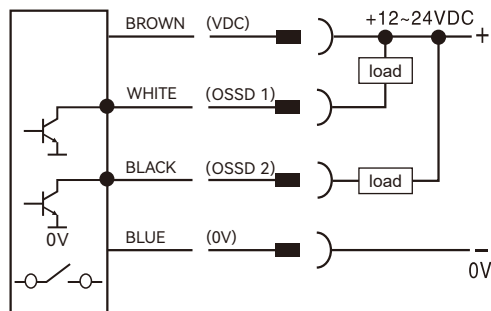 BROWN (VDC) +12~24VDC +
load
WHITE (OSSD 1)
BLACK (OSSD 2) load
0V BLUE (0V) −
0V